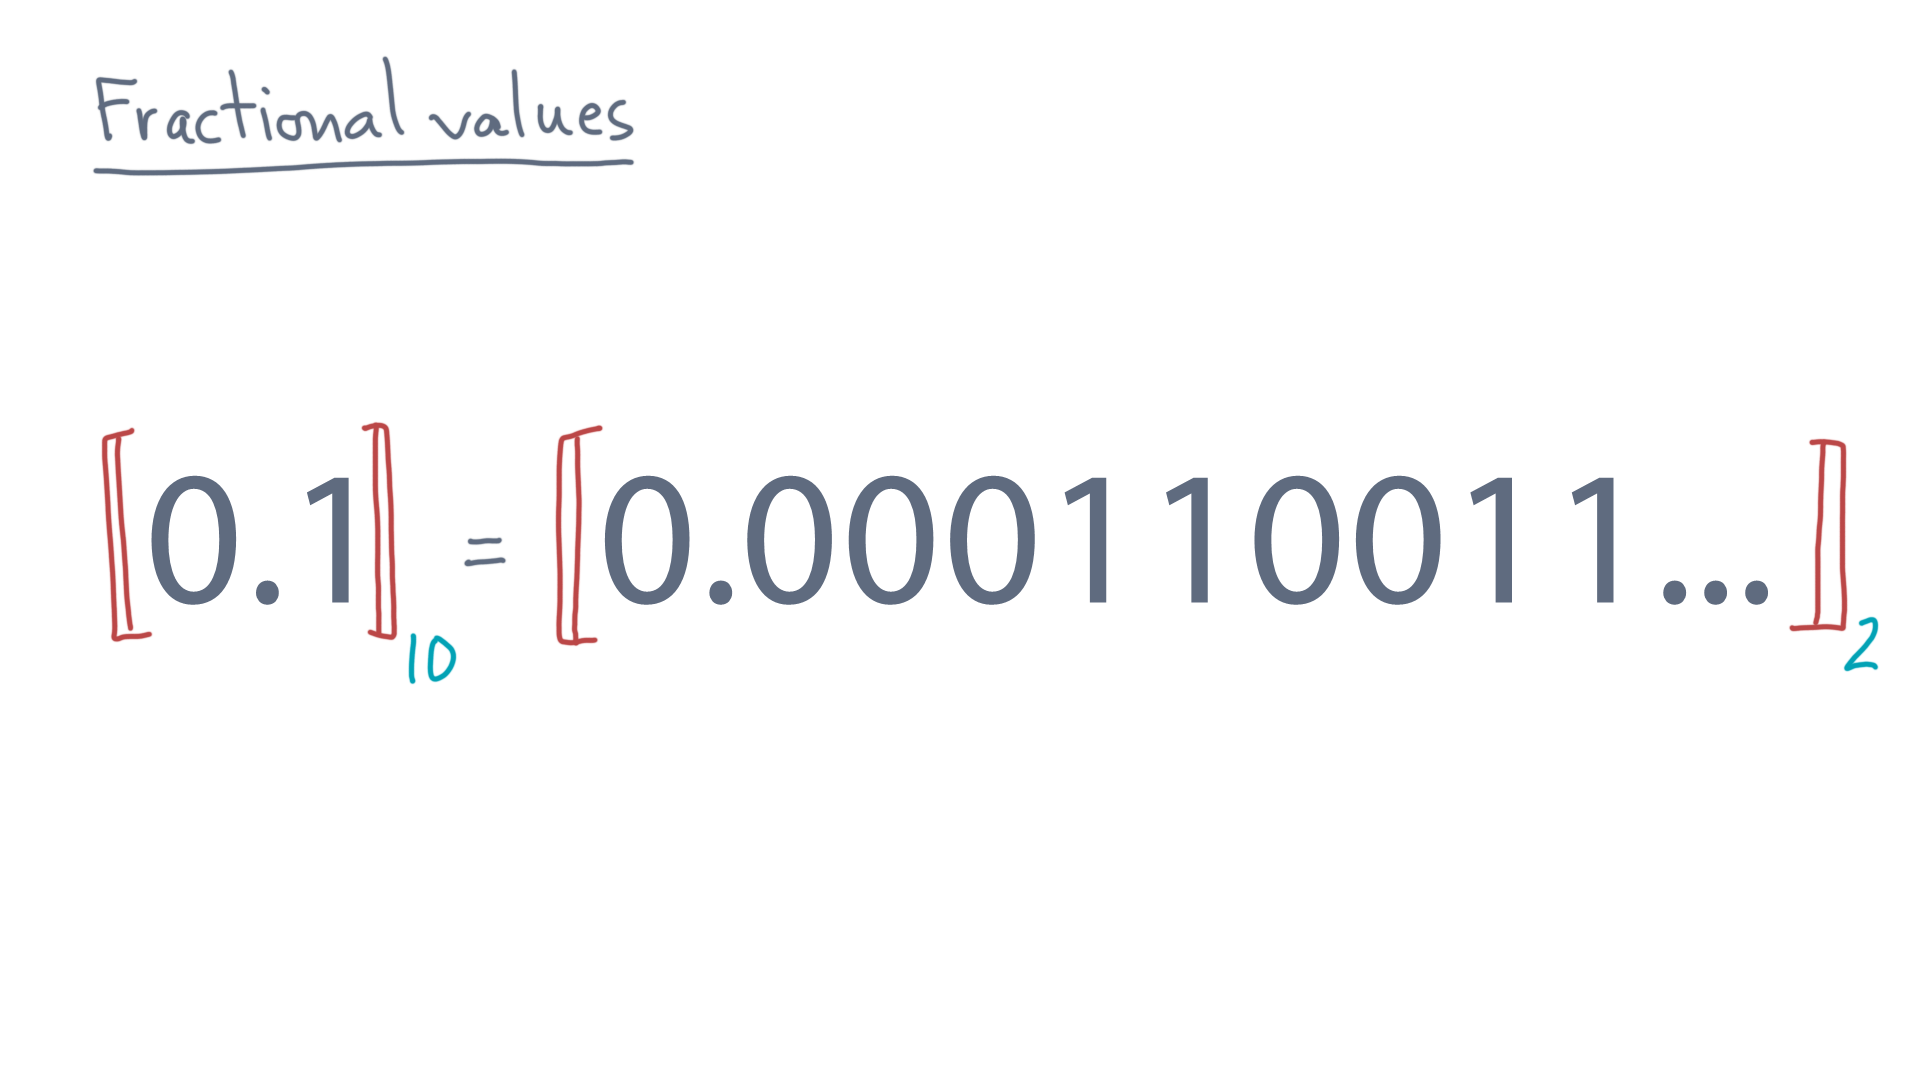 Fractional values
⟦0.1⟧₁₀ = ⟦0.000110011...⟧₂